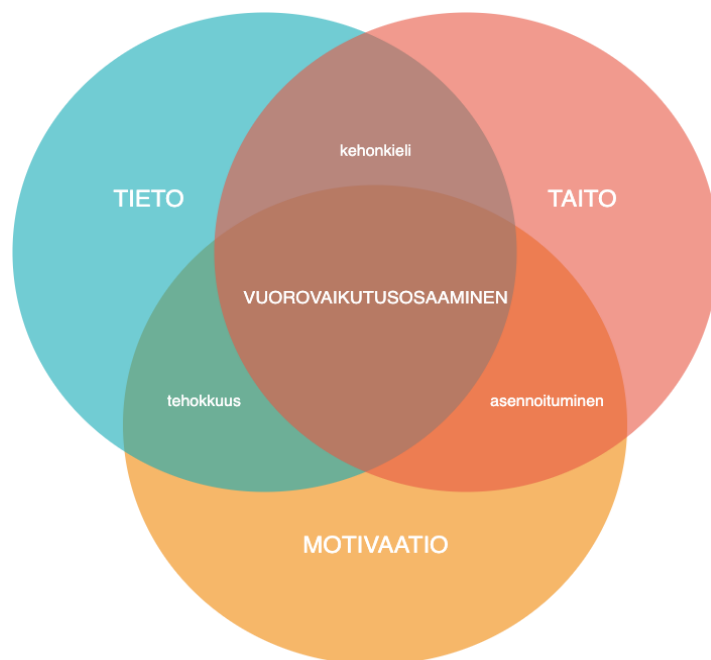 kehonkieli
TIETO
TAITO
VUOROVAIKUTUSOSAAMINEN
tehokkuus
asennoituminen
MOTIVAATIO